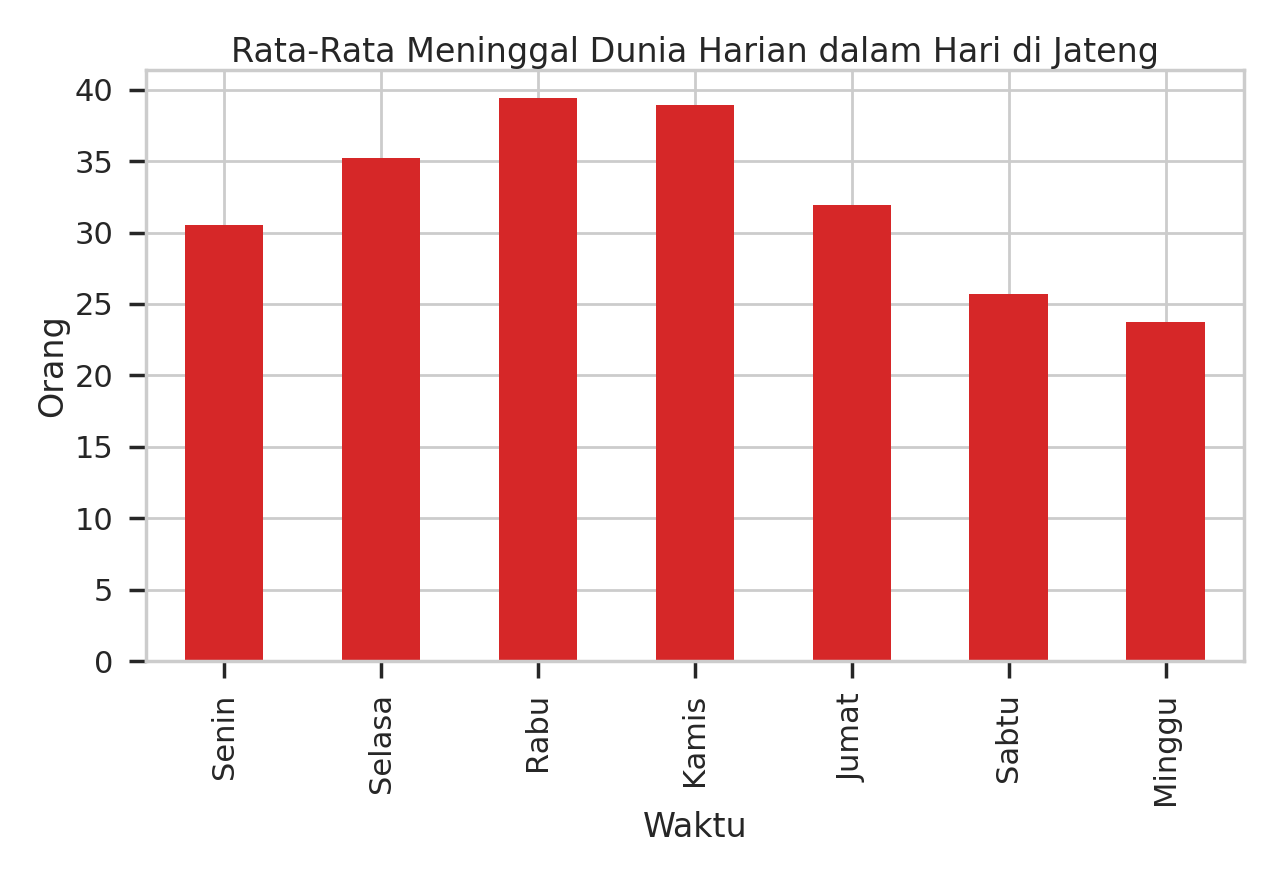 Rata-Rata Meninggal Dunia Harian dalam Hari di Jateng
40
35
30
25
20
15
10
5
0
Orang
Senin
Selasa
Rabu
Kamis
Jumat
Sabtu
Minggu
Waktu